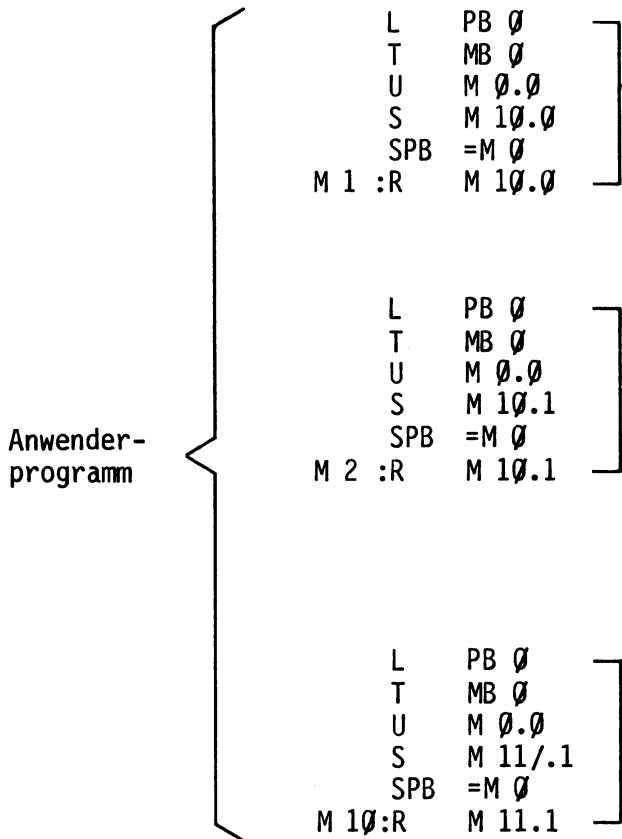 L PB Ø
T MB Ø
U M Ø.Ø
S M 1Ø.Ø
SPB =M Ø
M 1 :R M 1Ø.Ø
L PB Ø
T MB Ø
U M Ø.Ø
S M 1Ø.1
SPB =M Ø
M 2 :R M 1Ø.1
Anwender-
programm
L PB Ø
T MB Ø
U M Ø.Ø
S M 11/.1
SPB =M Ø
M 1Ø:R M 11.1